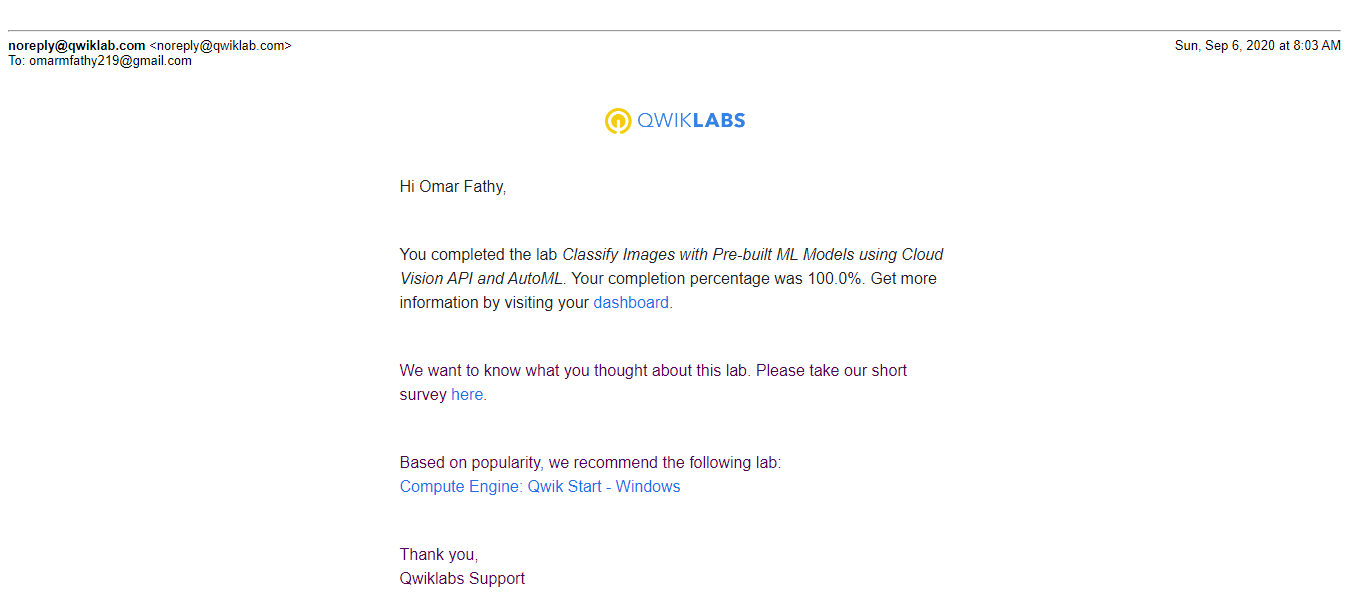 noreply@qwiklab.com <noreply@qwiklab.com>
Sun, Sep 6, 2020 at 8:03 AM
To: omarmfathy219@gmail.com
QWIKLABS
Hi Omar Fathy,
You completed the lab Classify Images with Pre-built ML Models using Cloud
Vision API and AutoML. Your completion percentage was 100.0%. Get more
information by visiting your dashboard.
We want to know what you thought about this lab. Please take our short
survey here.
Based on popularity, we recommend the following lab:
Compute Engine: Qwik Start - Windows
Thank you,
Qwiklabs Support